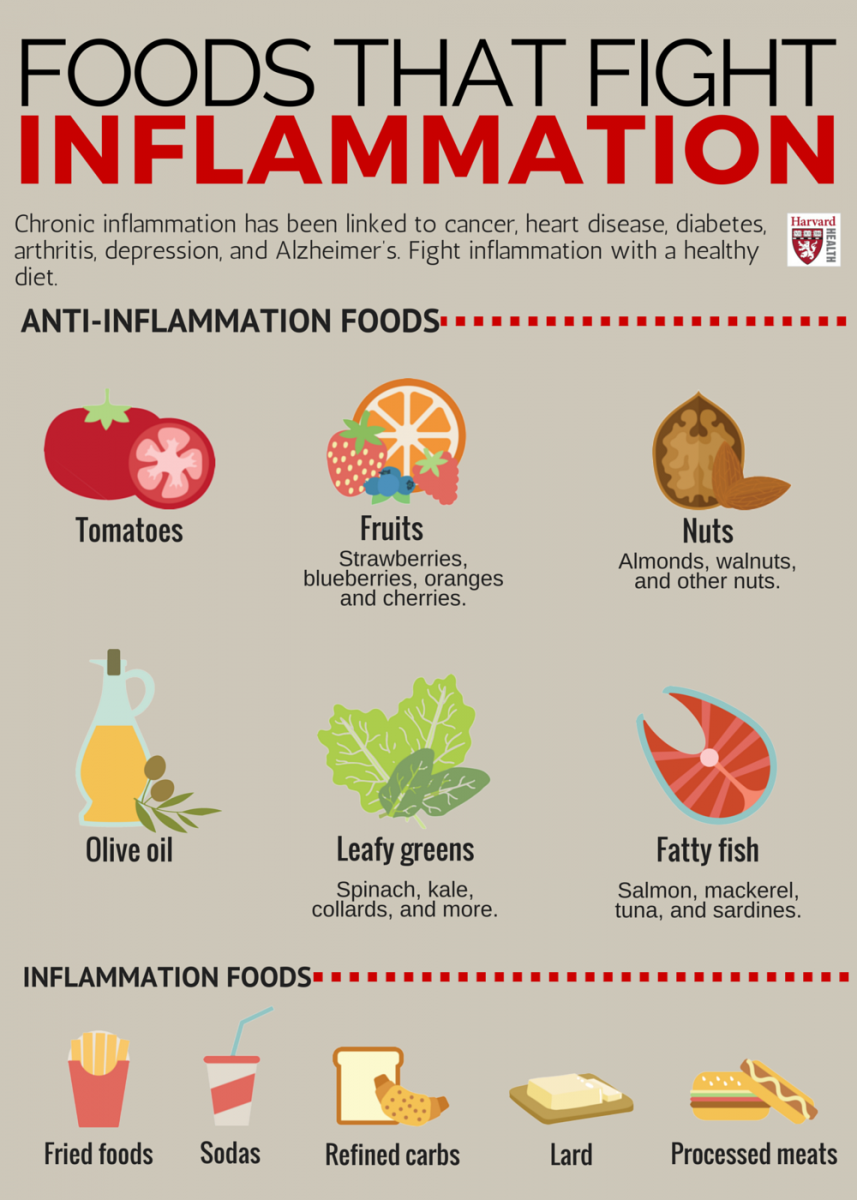 FOODS THAT FIGHT
INFLAMMATION
Chronic inflammation has been linked to cancer, heart disease, diabetes,
arthritis, depression, and Alzheimer's. Fight inflammation with a healthy
diet.
Harvard
HEALTH
ANTI-INFLAMMATION FOODS
Tomatoes
Fruits
Strawberries,
blueberries, oranges
and cherries.
Nuts
Almonds, walnuts,
and other nuts.
Olive oil
Leafy greens
Spinach, kale,
collards, and more.
Fatty fish
Salmon, mackerel,
tuna, and sardines.
INFLAMMATION FOODS
Fried foods
Sodas
Refined carbs
Lard
Processed meats